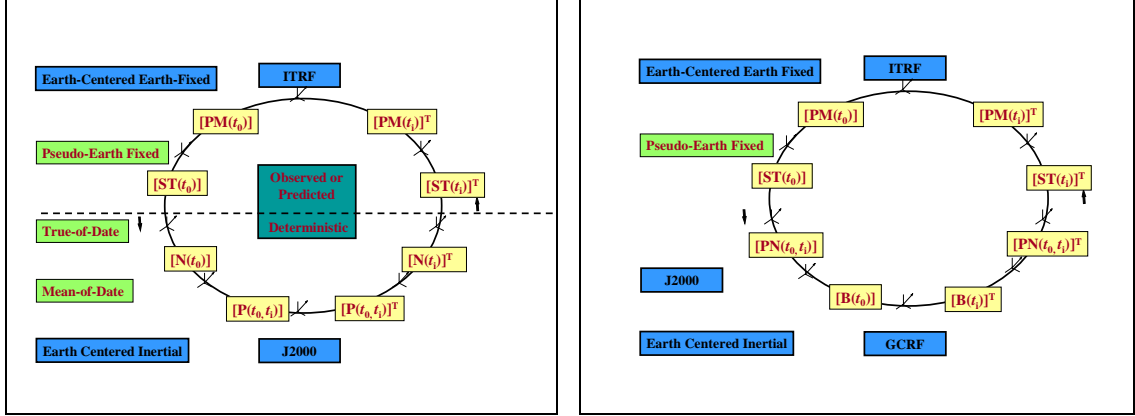 ITRF
Earth-Centered Earth-Fixed
[PM(t0)]
[PM(ti)]T
Pseudo-Earth Fixed
Observed or
Predicted
[ST(t0)]
[ST(ti)]T
True-of-Date
Deterministic
[N(t0)]
[N(ti)]T
Mean-of-Date
[P(t0,ti)]
[P(t0,ti)]T
Earth Centered Inertial
J2000
ITRF
Earth-Centered Earth Fixed
[PM(t0)]
[PM(ti)]T
Pseudo-Earth Fixed
[ST(t0)]
[ST(ti)]T
[PN(t0,ti)]
[PN(t0,ti)]T
J2000
[B(t0)]
[B(ti)]T
Earth Centered Inertial
GCRF